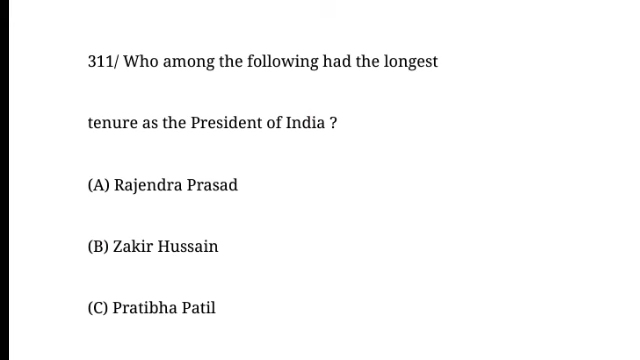 311/ Who among the following had the longest
tenure as the President of India ?
(A) Rajendra Prasad
(B) Zakir Hussain
(C) Pratibha Patil